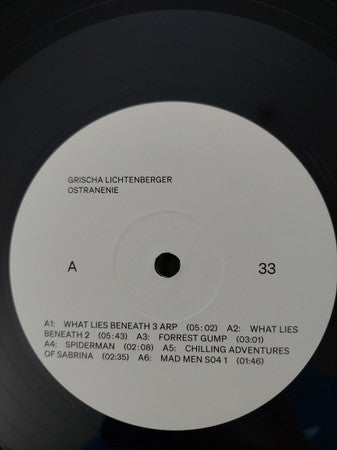 GRISCHA LICHTENBERGER
OSTRANENIE
A 33
A1: WHAT LIES BENEATH 3 ARP (05:02) A2: WHAT LIES
BENEATH 2 (05:43) A3: FORREST GUMP (03:01)
A4: SPIDERMAN (02:08) A5: CHILLING ADVENTURES
OF SABRINA (02:35) A6: MAD MEN S04 1 (01:46)